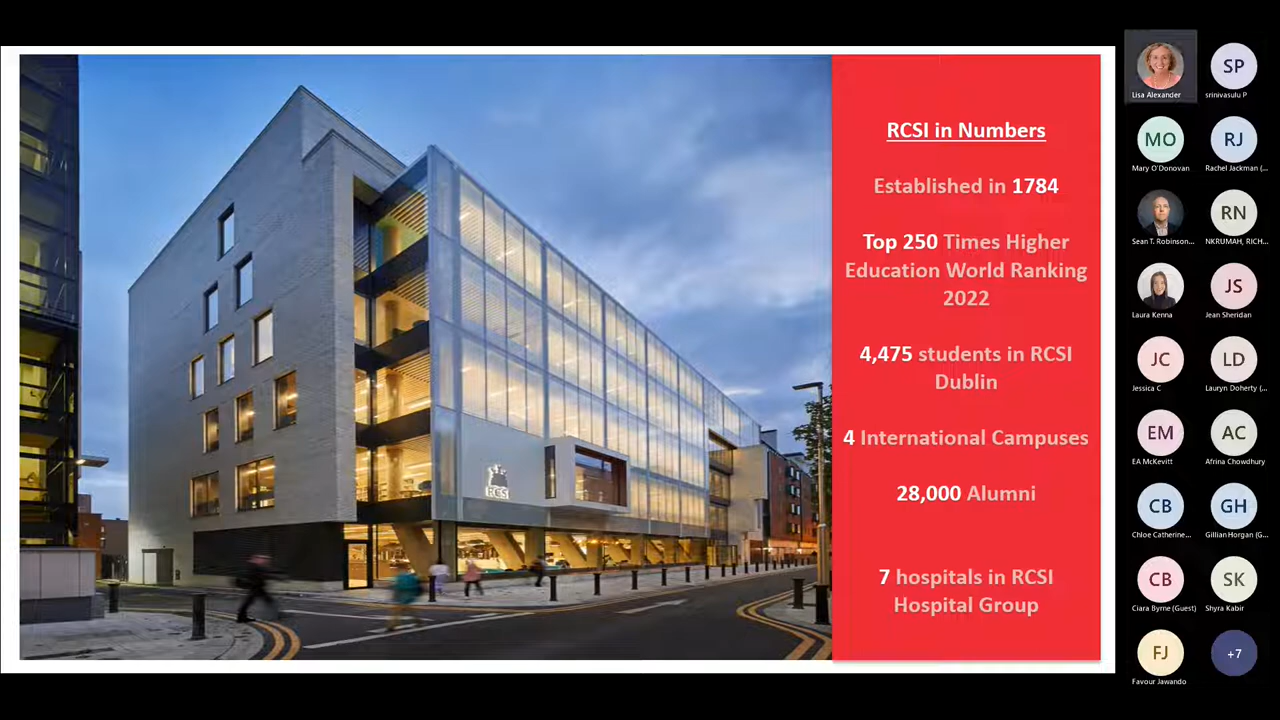 RCSI in Numbers
Established in 1784
Top 250 Times Higher
Education World Ranking
2022
4,475 students in RCSI
Dublin
4 International Campuses
28,000 Alumni
7 hospitals in RCSI
Hospital Group
RCSI
Lisa Alexander
SP
srinivasulu P
MO
Mary O'Donovan
RJ
Rachel Jackman (...
Sean T. Robinson...
RN
NKRUMAH, RICH...
Laura Kenna
JS
Jean Sheridan
JC
Jessica C
LD
Lauryn Doherty (...
EM
EA McKevitt
AC
Afrina Chowdhury
CB
Chloe Catherine...
GH
Gillian Horgan (G...
CB
Ciara Byrne (Guest)
SK
Shyra Kabir
FJ
Favour Jawando
+7